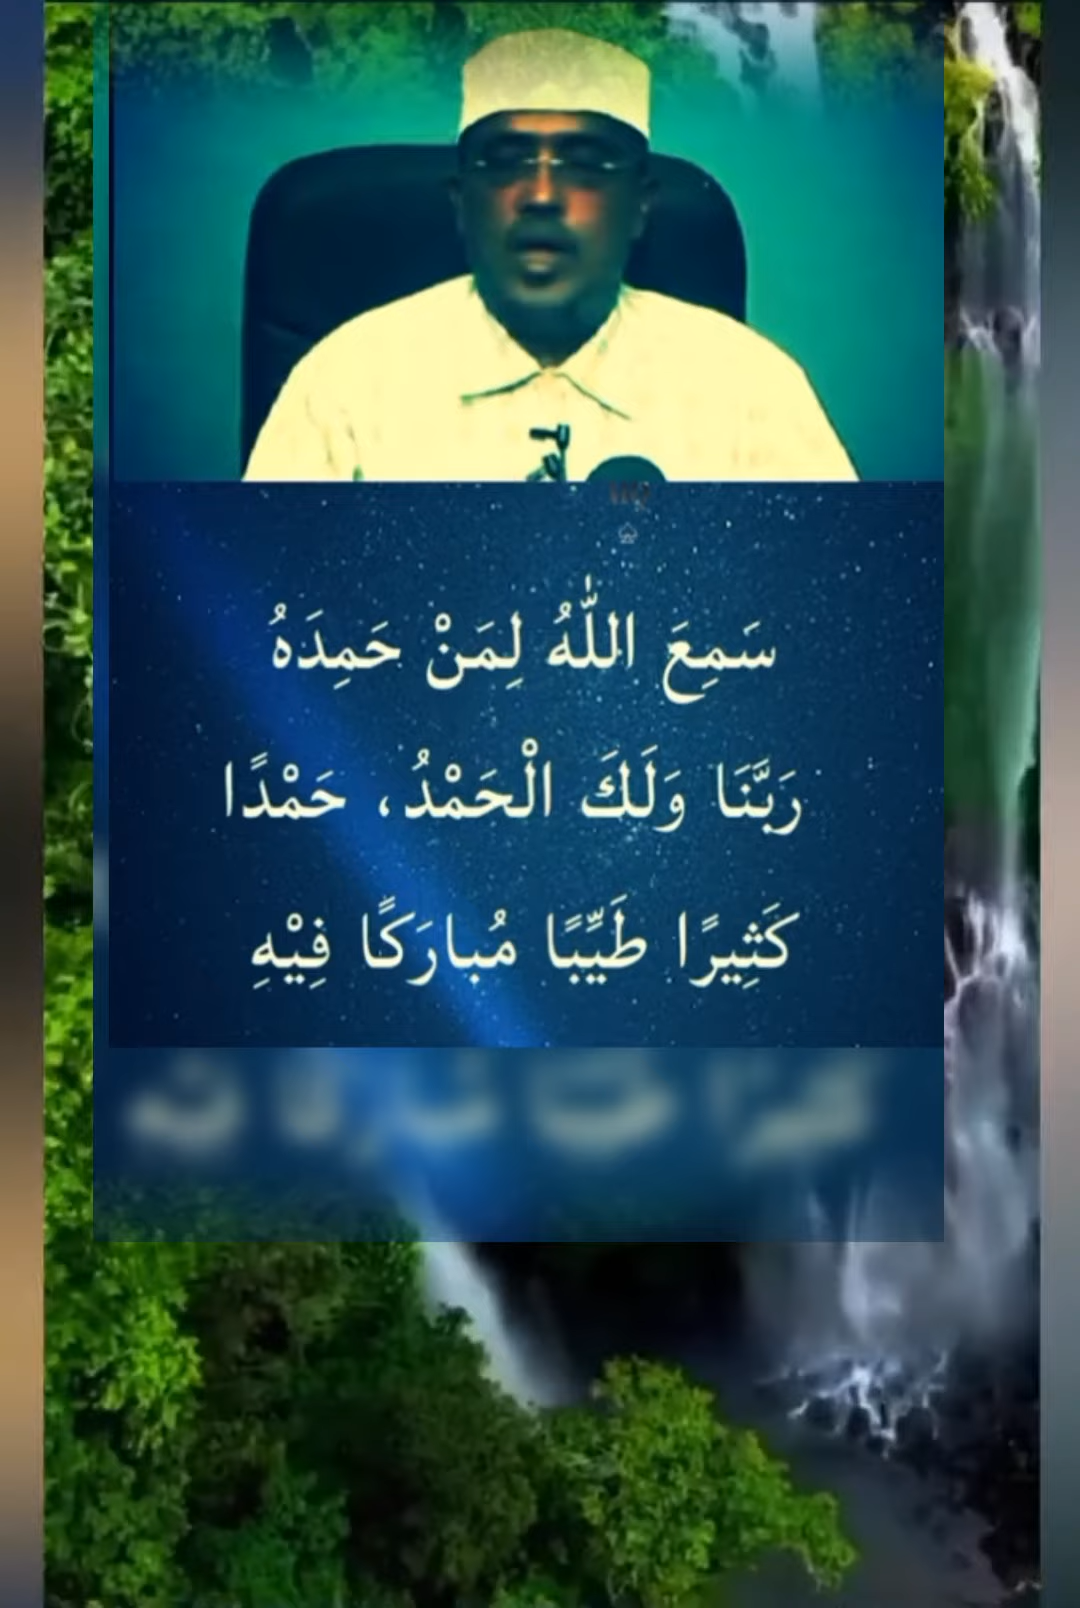 سَمِعَ اللّٰهُ لِمَنْ حَمِدَهُ
رَبَّنَا وَلَكَ الْحَمْدُ، حَمْدًا
كَثِيرًا طَيِّبًا مُبارَكًا فِيْهِ